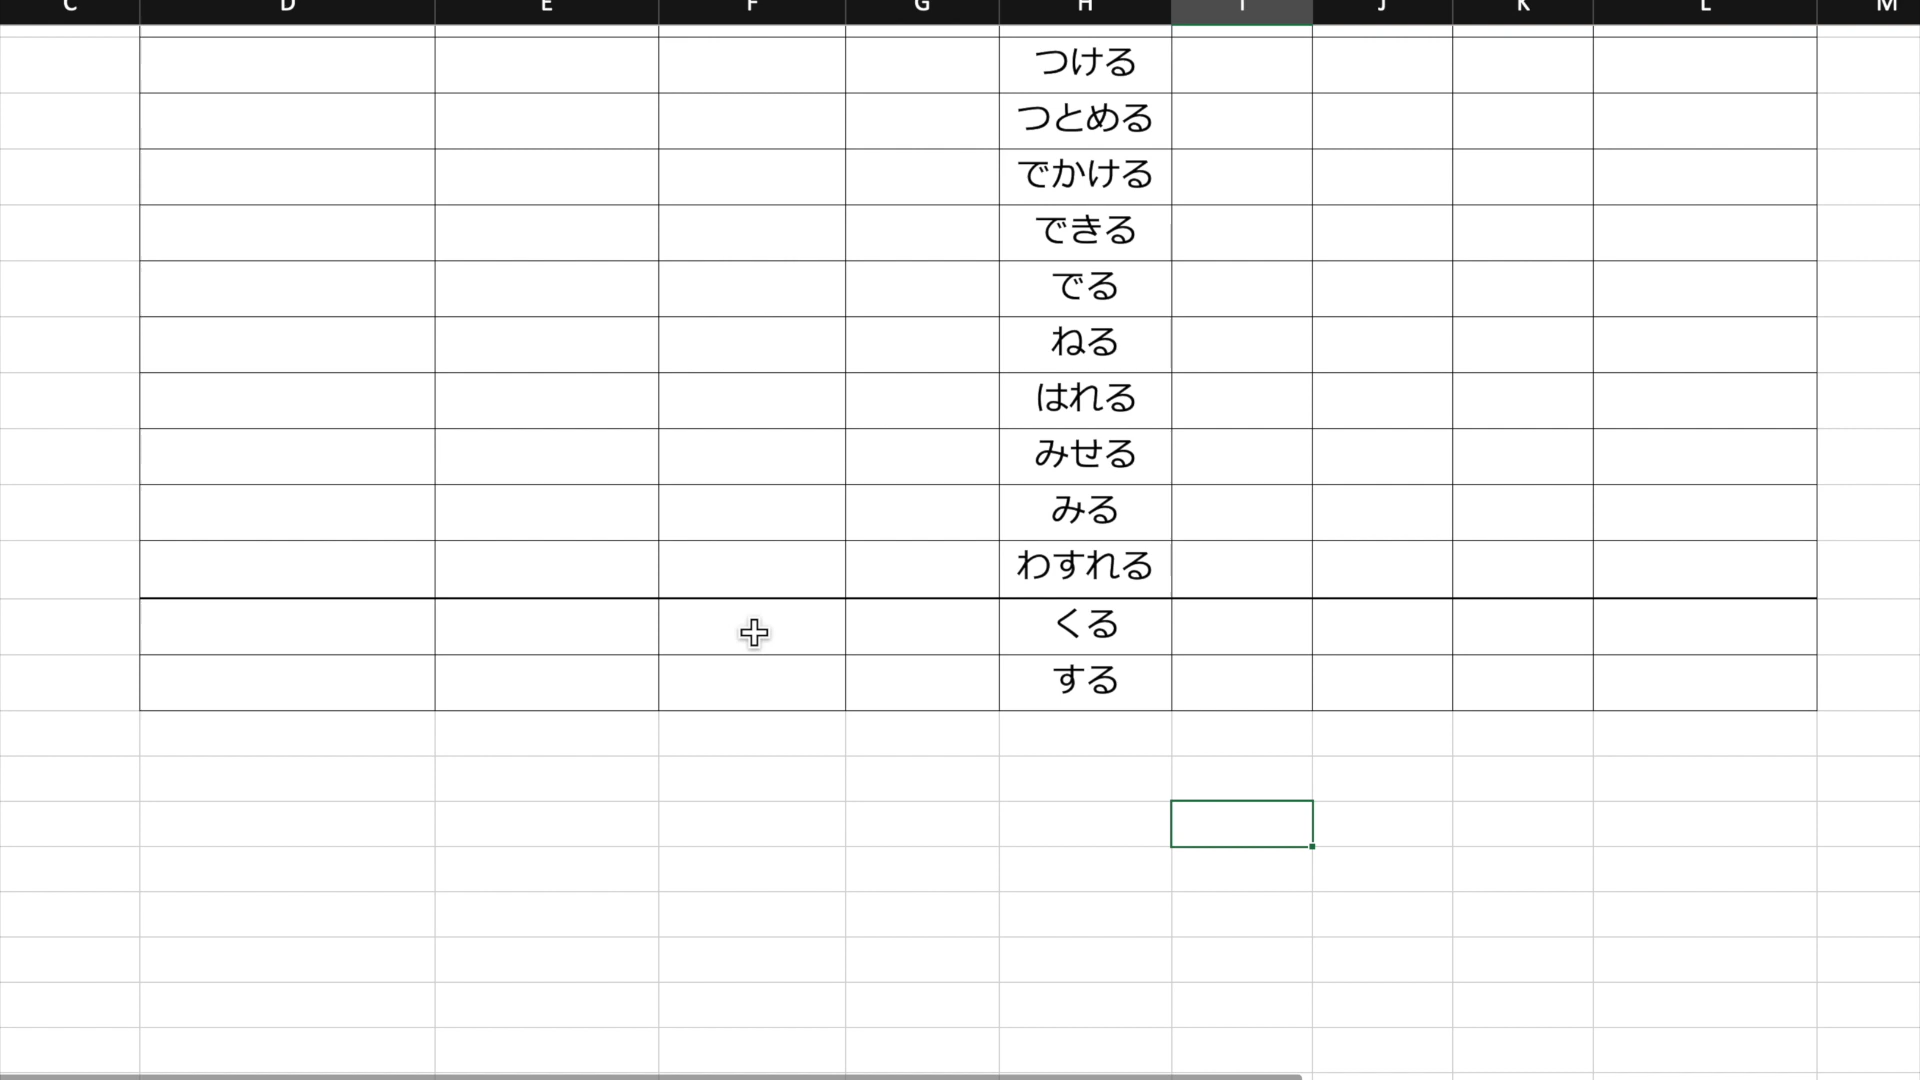 C D E F G H I J K L M
つける
つとめる
でかける
できる
でる
ねる
はれる
みせる
みる
わすれる
くる
する